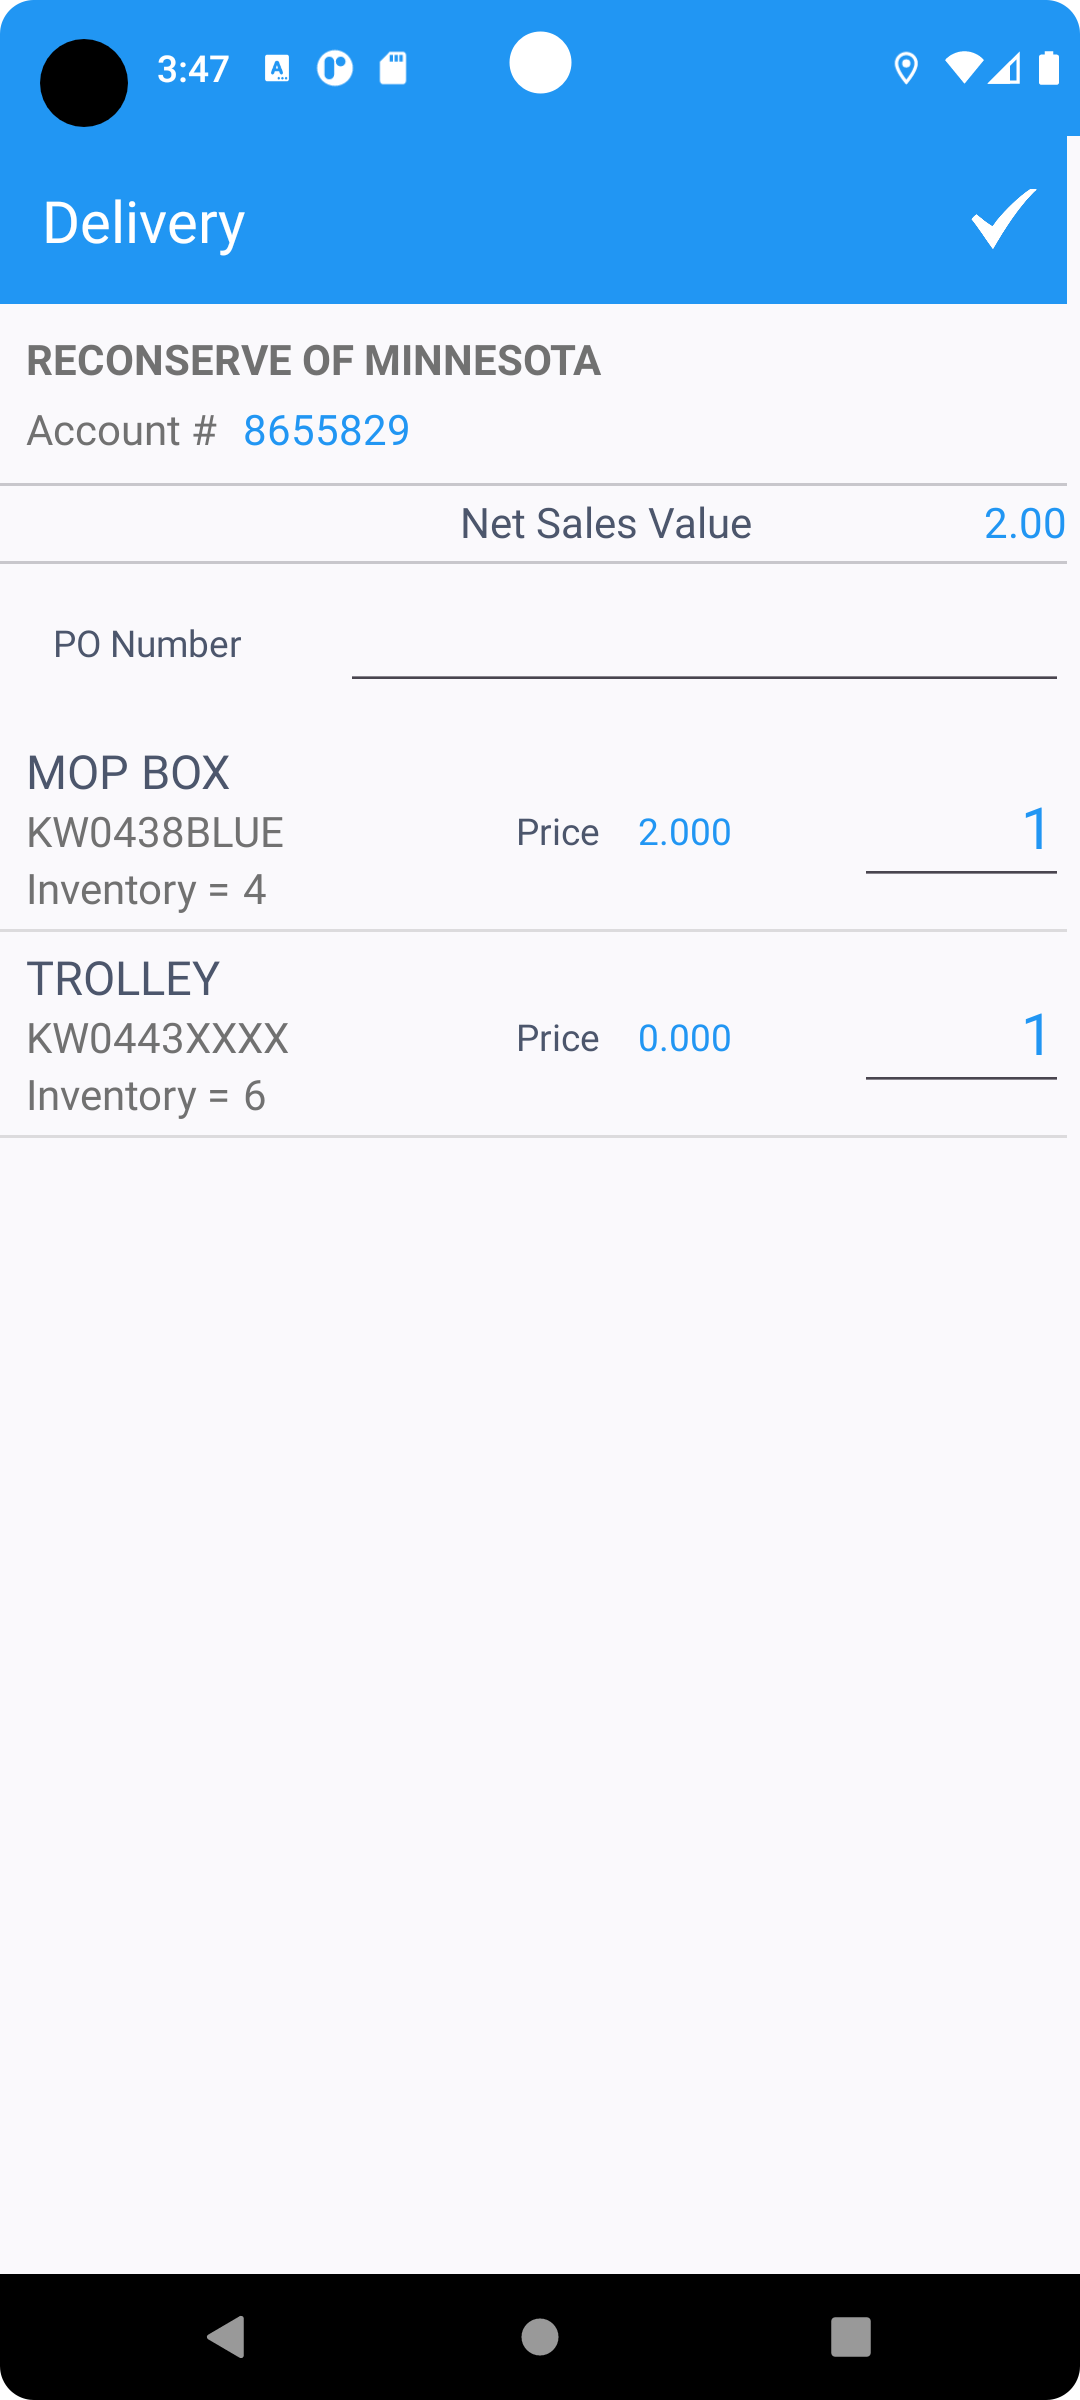 3:47
Delivery
RECONSERVE OF MINNESOTA
Account # 8655829
Net Sales Value 2.00
PO Number
MOP BOX
KW0438BLUE Price 2.000 1
Inventory = 4
TROLLEY
KW0443XXXX Price 0.000 1
Inventory = 6